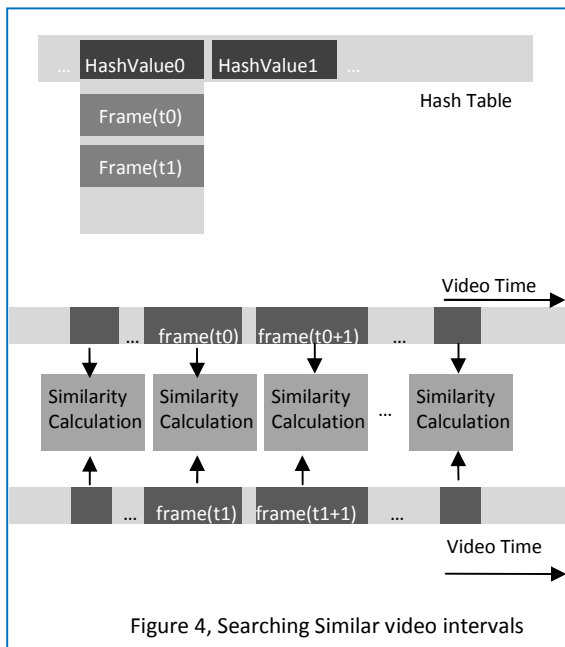 ... HashValue0 HashValue1 ...
Hash Table
Frame(t0)
Frame(t1)
Video Time
... frame(t0) frame(t0+1) ...
Similarity Similarity Similarity Similarity
Calculation Calculation Calculation ... Calculation
... frame(t1) frame(t1+1) ...
Video Time
Figure 4, Searching Similar video intervals